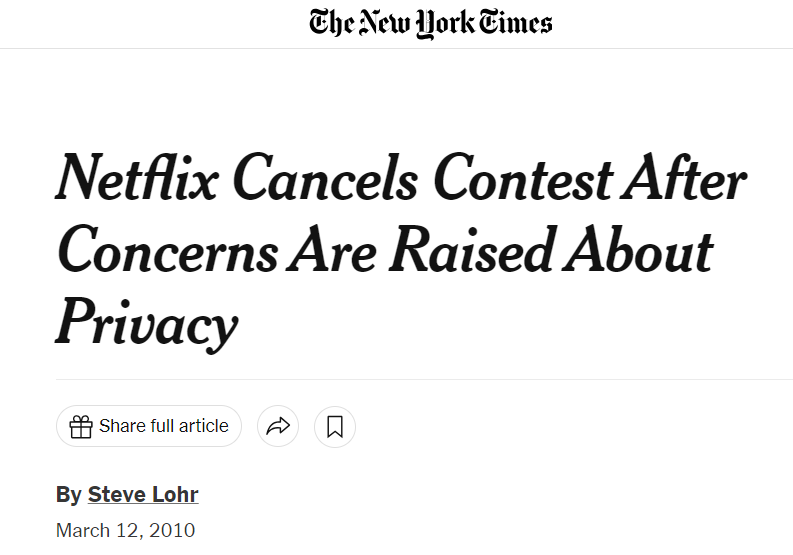 The New York Times
Netflix Cancels Contest After
Concerns Are Raised About
Privacy
Share full article
By Steve Lohr
March 12, 2010